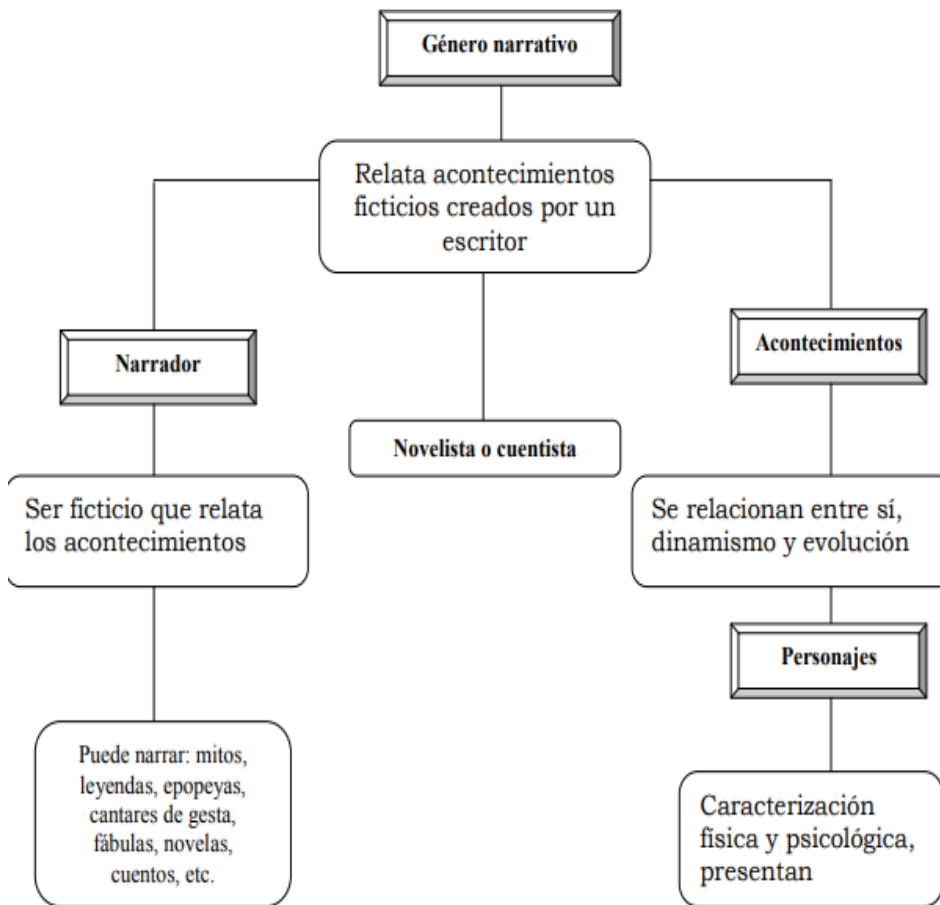 Género narrativo
Relata acontecimientos
ficticios creados por un
escritor
Narrador
Acontecimientos
Novelista o cuentista
Ser ficticio que relata
los acontecimientos
Se relacionan entre sí,
dinamismo y evolución
Personajes
Puede narrar: mitos,
leyendas, epopeyas,
cantares de gesta,
fábulas, novelas,
cuentos, etc.
Caracterización
física y psicológica,
presentan